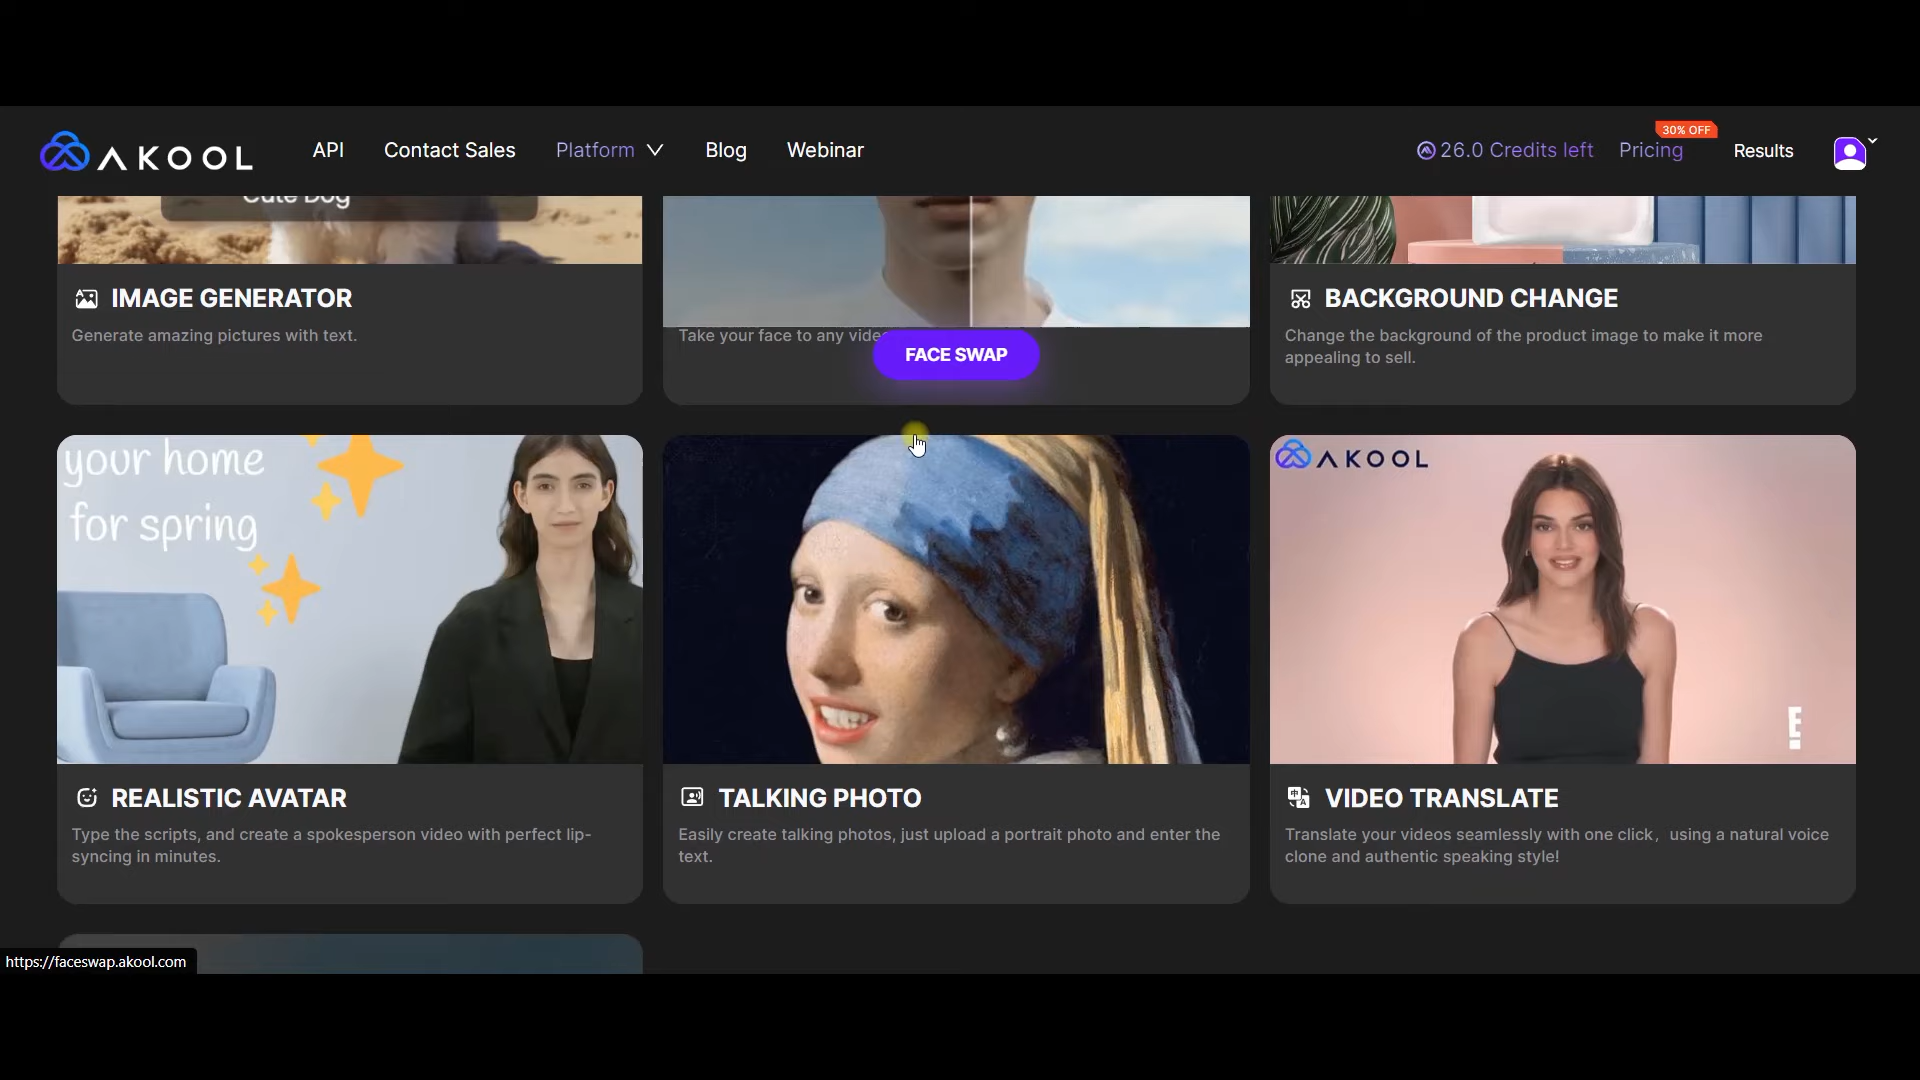 AKOOL
API
Contact Sales
Platform
Blog
Webinar
26.0 Credits left
Pricing
30% OFF
Results
Cute Dog
IMAGE GENERATOR
Generate amazing pictures with text.
Take your face to any
FACE SWAP
BACKGROUND CHANGE
Change the background of the product image to make it more
appealing to sell.
your home
for spring
AKOOL
E
REALISTIC AVATAR
Type the scripts, and create a spokesperson video with perfect lip-
syncing in minutes.
TALKING PHOTO
Easily create talking photos, just upload a portrait photo and enter the
text.
VIDEO TRANSLATE
Translate your videos seamlessly with one click, using a natural voice
clone and authentic speaking style!
https://faceswap.akool.com